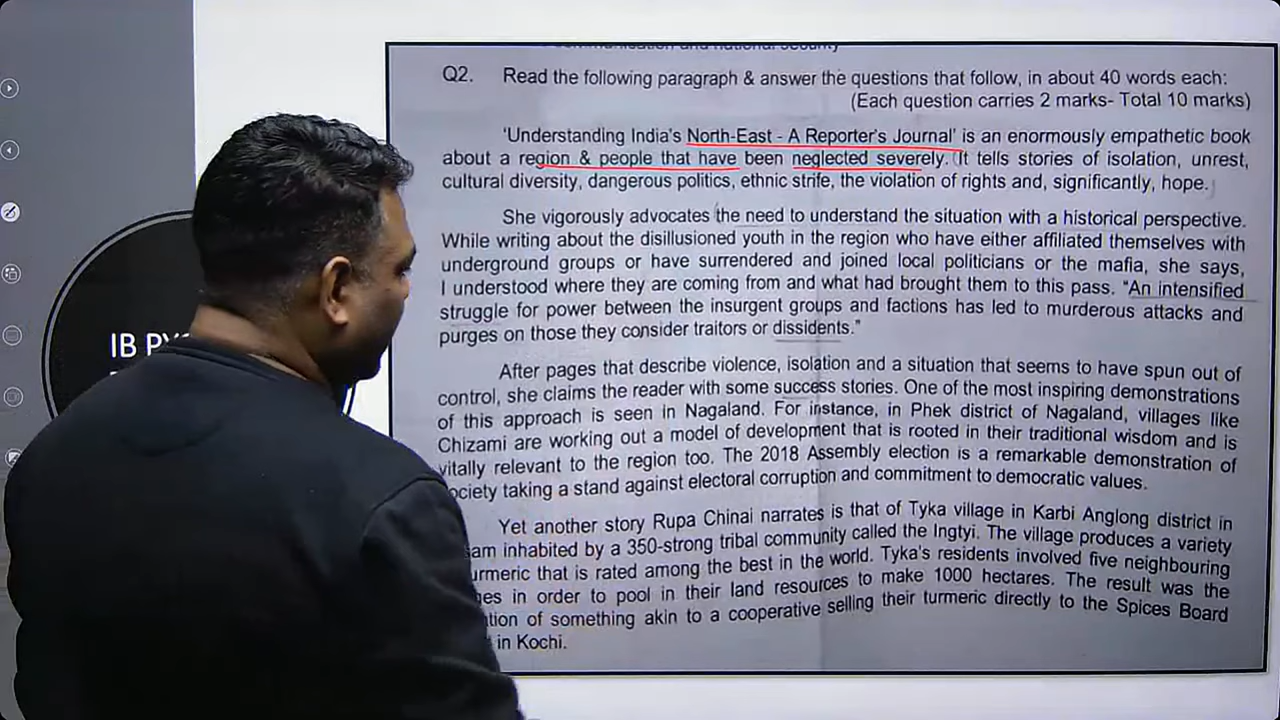 communication and national security
Q2. Read the following paragraph & answer the questions that follow, in about 40 words each:
(Each question carries 2 marks- Total 10 marks)
'Understanding India's North-East - A Reporter's Journal' is an enormously empathetic book
about a region & people that have been neglected severely. It tells stories of isolation, unrest,
cultural diversity, dangerous politics, ethnic strife, the violation of rights and, significantly, hope.
She vigorously advocates the need to understand the situation with a historical perspective.
While writing about the disillusioned youth in the region who have either affiliated themselves with
underground groups or have surrendered and joined local politicians or the mafia, she says,
I understood where they are coming from and what had brought them to this pass. "An intensified
struggle for power between the insurgent groups and factions has led to murderous attacks and
purges on those they consider traitors or dissidents."
After pages that describe violence, isolation and a situation that seems to have spun out of
control, she claims the reader with some success stories. One of the most inspiring demonstrations
of this approach is seen in Nagaland. For instance, in Phek district of Nagaland, villages like
Chizami are working out a model of development that is rooted in their traditional wisdom and is
vitally relevant to the region too. The 2018 Assembly election is a remarkable demonstration of
ociety taking a stand against electoral corruption and commitment to democratic values.
Yet another story Rupa Chinai narrates is that of Tyka village in Karbi Anglong district in
am inhabited by a 350-strong tribal community called the Ingtyi. The village produces a variety
urmeric that is rated among the best in the world. Tyka's residents involved five neighbouring
es in order to pool in their land resources to make 1000 hectares. The result was the
tion of something akin to a cooperative selling their turmeric directly to the Spices Board
in Kochi.
IB PY